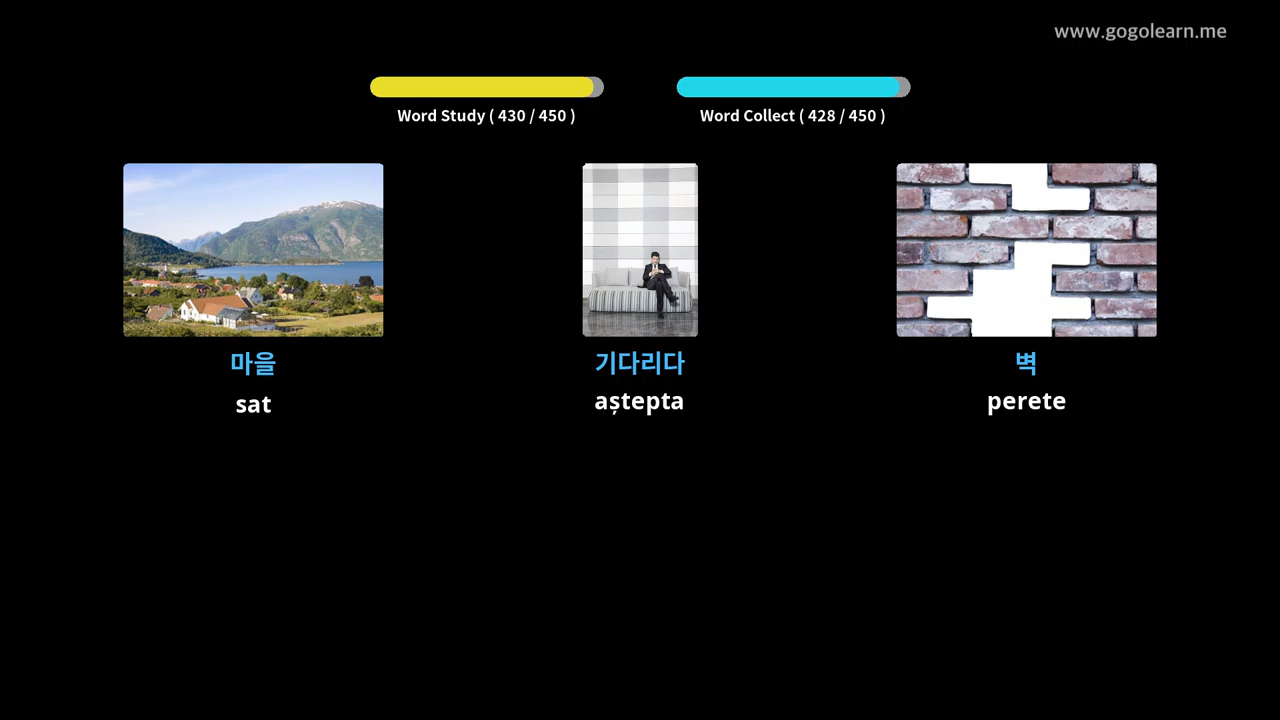 www.gogolearn.me
Word Study ( 430 / 450 )
Word Collect ( 428 / 450 )
마을
기다리다
벽
sat
aștepta
perete